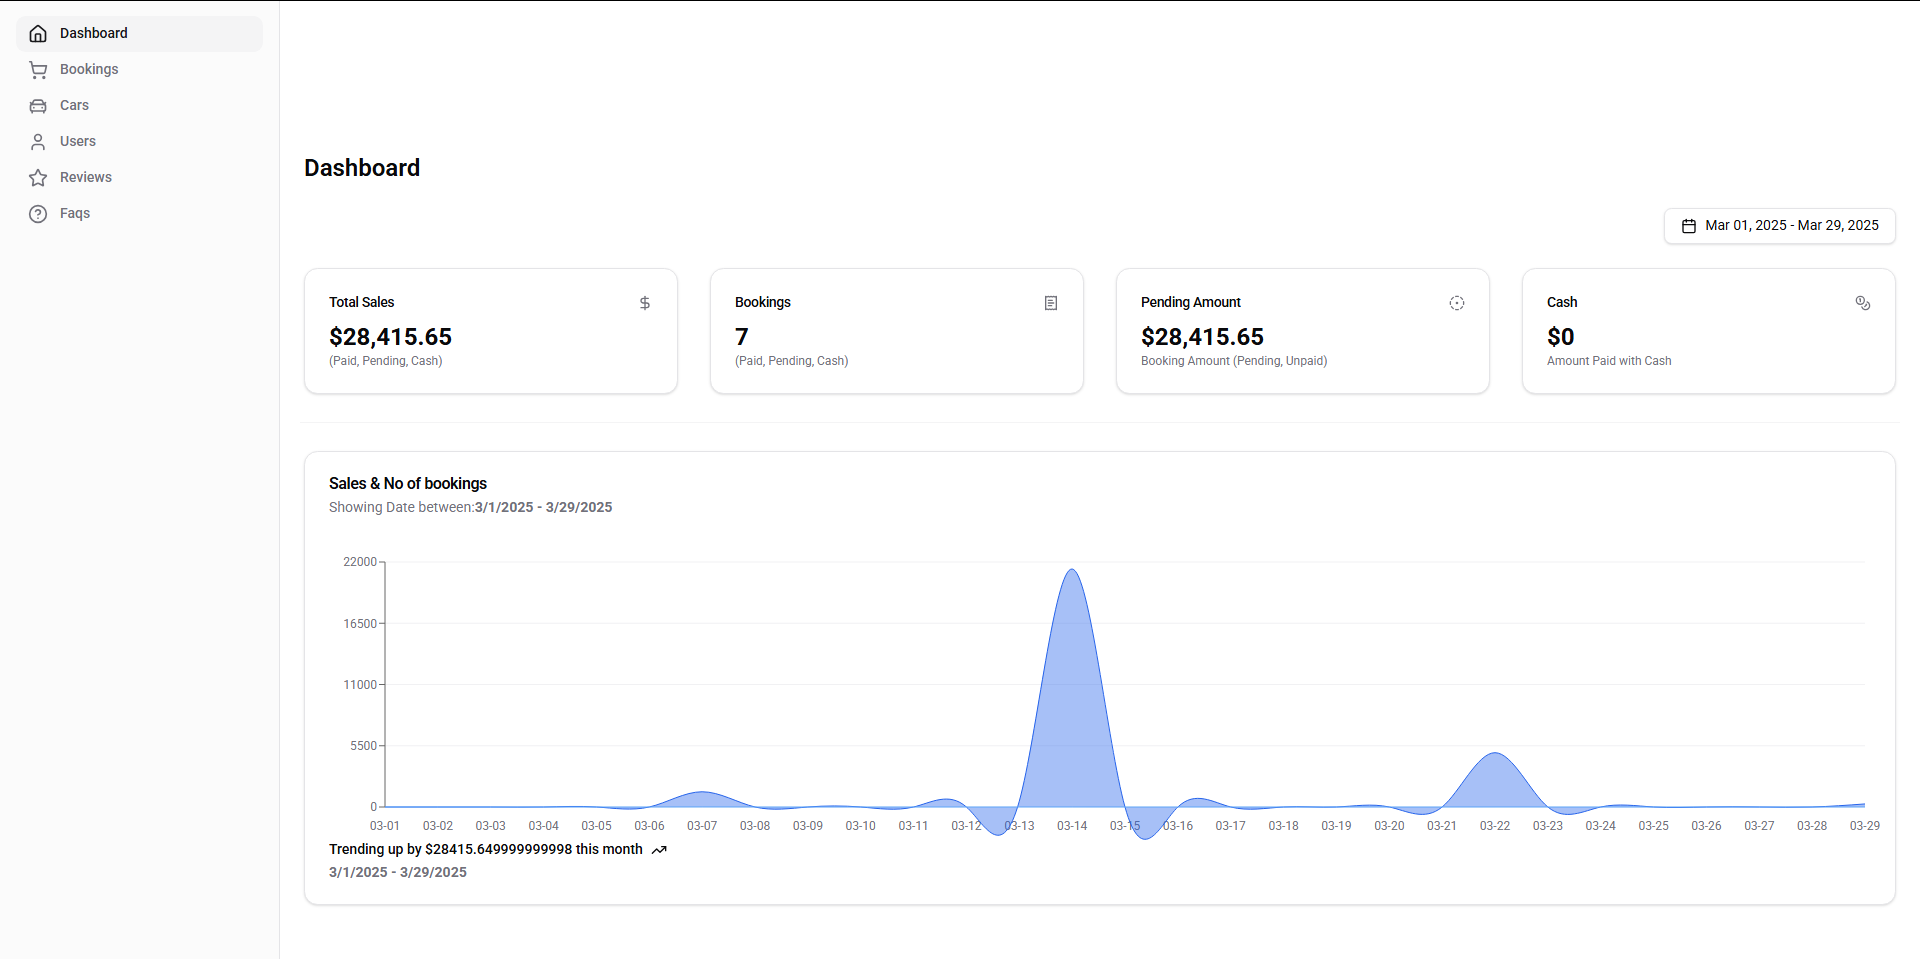 Dashboard
Bookings
Cars
Users
Reviews
Faqs
Dashboard
Mar 01, 2025 - Mar 29, 2025
Total Sales
$28,415.65
(Paid, Pending, Cash)
Bookings
7
(Paid, Pending, Cash)
Pending Amount
$28,415.65
Booking Amount (Pending, Unpaid)
Cash
$0
Amount Paid with Cash
Sales & No of bookings
Showing Date between:3/1/2025 - 3/29/2025
22000
16500
11000
5500
0
03-01 03-02 03-03 03-04 03-05 03-06 03-07 03-08 03-09 03-10 03-11 03-12 03-13 03-14 03-15 03-16 03-17 03-18 03-19 03-20 03-21 03-22 03-23 03-24 03-25 03-26 03-27 03-28 03-29
Trending up by $28415.649999999998 this month
3/1/2025 - 3/29/2025